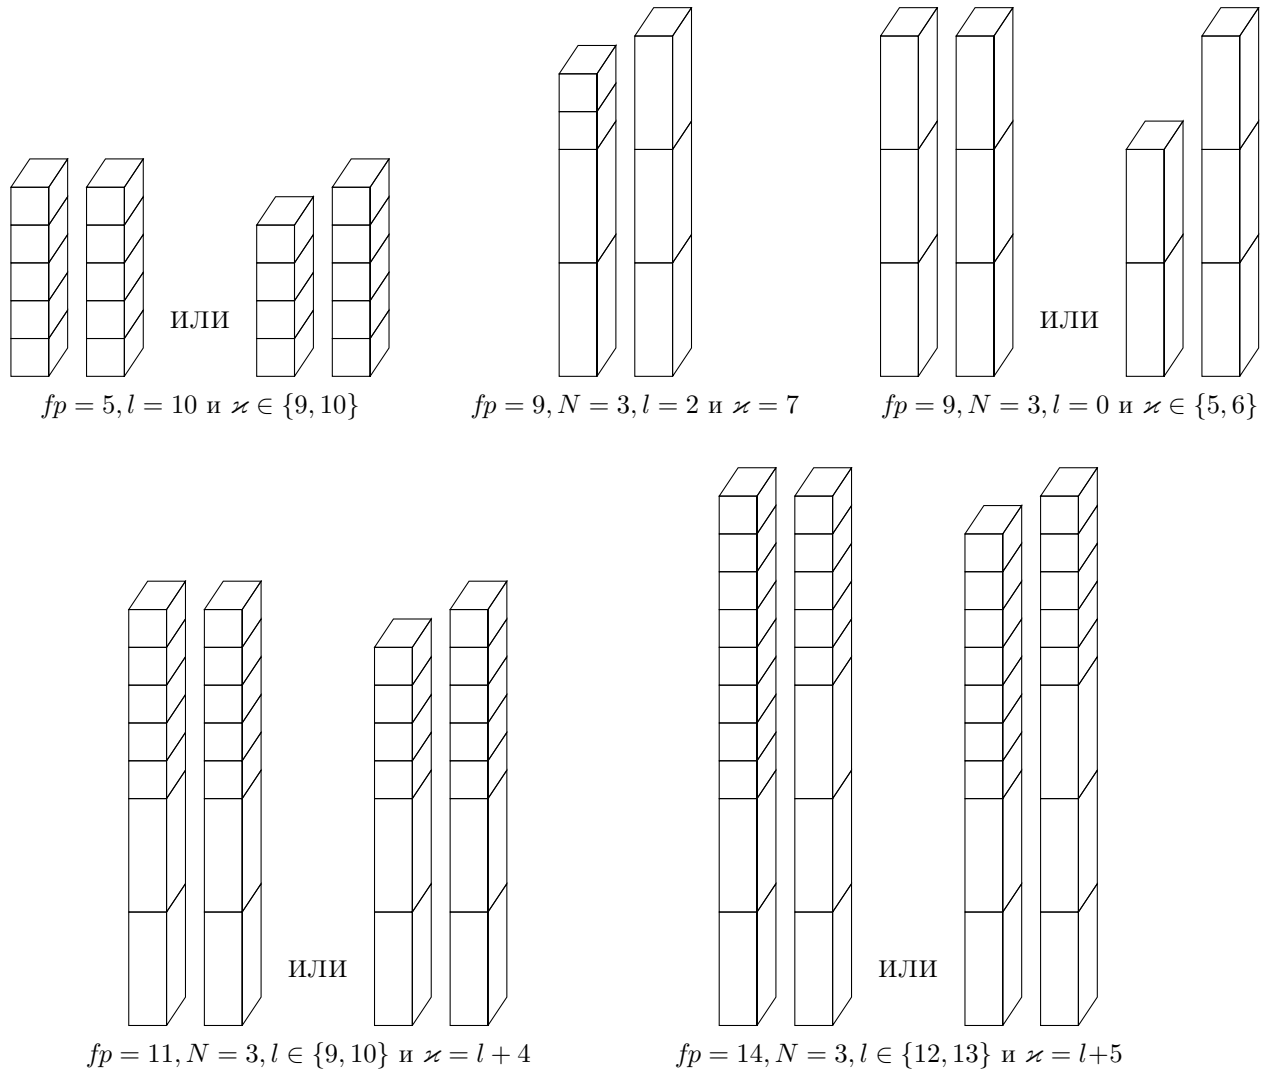 или
или
fp = 5, l = 10 и ϰ ∈ {9, 10}
fp = 9, N = 3, l = 2 и ϰ = 7
fp = 9, N = 3, l = 0 и ϰ ∈ {5, 6}
или
или
fp = 11, N = 3, l ∈ {9, 10} и ϰ = l + 4
fp = 14, N = 3, l ∈ {12, 13} и ϰ = l+5